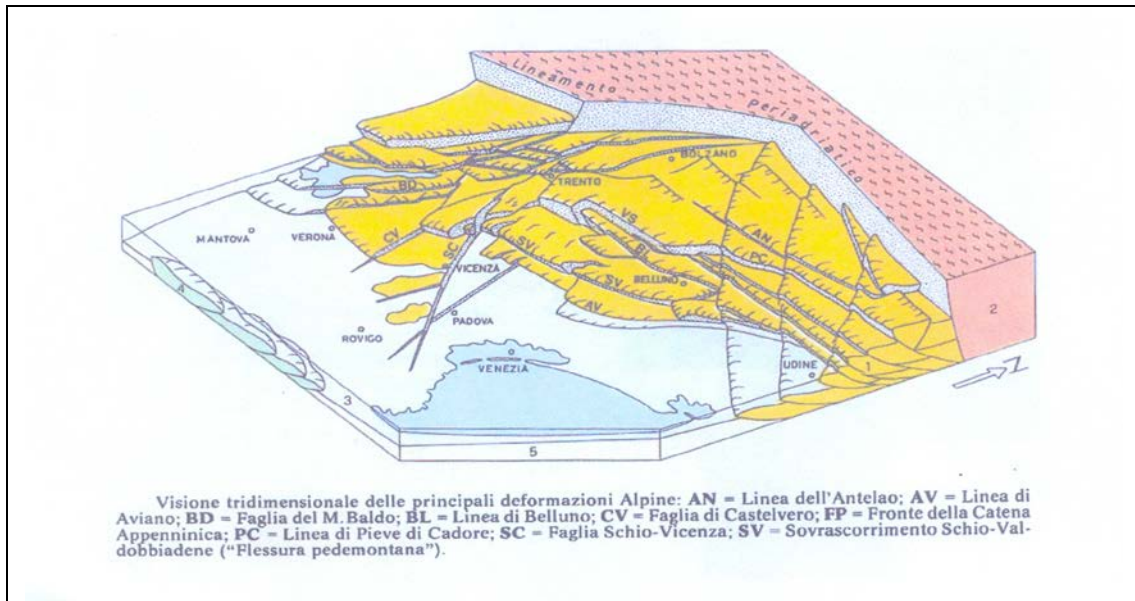 Lineamento
periadriatico
BOLZANO
TRENTO
BD
VS
AN
MANTOVA
VERONA
CV
SC
SV
PC
VICENZA
BELLUNO
SV
AV
A
2
PADOVA
ROVIGO
UDINE
1
VENEZIA
3
5
Visione tridimensionale delle principali deformazioni Alpine: AN = Linea dell'Antelao; AV = Linea di
Aviano; BD = Faglia del M. Baldo; BL = Linea di Belluno; CV = Faglia di Castelvero; FP = Fronte della Catena
Appenninica; PC = Linea di Pieve di Cadore; SC = Faglia Schio-Vicenza; SV = Sovrascorrimento Schio-Val-
dobbiadene ("Flessura pedemontana").